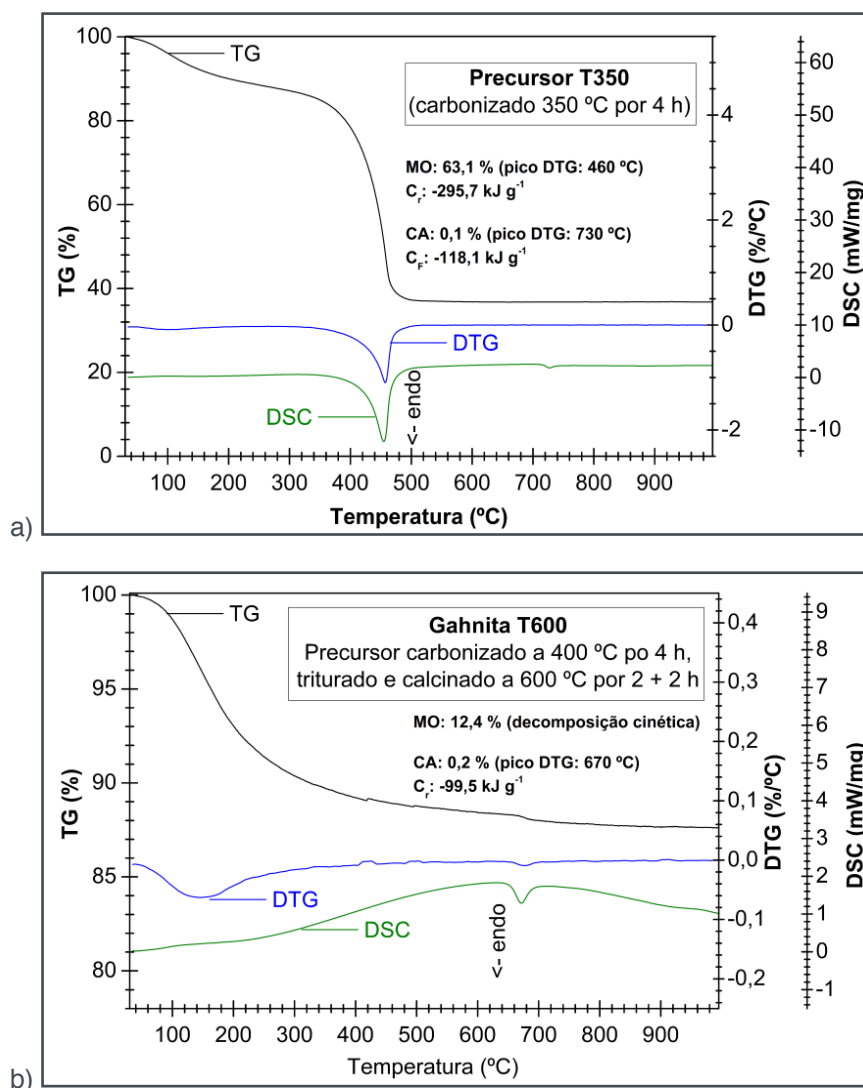 100
80
60
40
20
0
TG (%)
TG
Precursor T350
(carbonizado 350 ºC por 4 h)
MO: 63,1 % (pico DTG: 460 ºC)
Cr: -295,7 kJ g-1
CA: 0,1 % (pico DTG: 730 ºC)
CF: -118,1 kJ g-1
DTG
DSC
<- endo
4
2
0
-2
DTG (%/ºC)
60
50
40
30
20
10
0
-10
DSC (mW/mg)
100 200 300 400 500 600 700 800 900
Temperatura (ºC)
a)
100
95
90
85
80
TG (%)
TG
Gahnita T600
Precursor carbonizado a 400 ºC po 4 h,
triturado e calcinado a 600 ºC por 2 + 2 h
MO: 12,4 % (decomposição cinética)
CA: 0,2 % (pico DTG: 670 ºC)
Cr: -99,5 kJ g-1
DTG
DSC
<- endo
0,4
0,3
0,2
0,1
0,0
-0,1
-0,2
DTG (%/ºC)
9
8
7
6
5
4
3
2
1
0
-1
DSC (mW/mg)
100 200 300 400 500 600 700 800 900
Temperatura (ºC)
b)